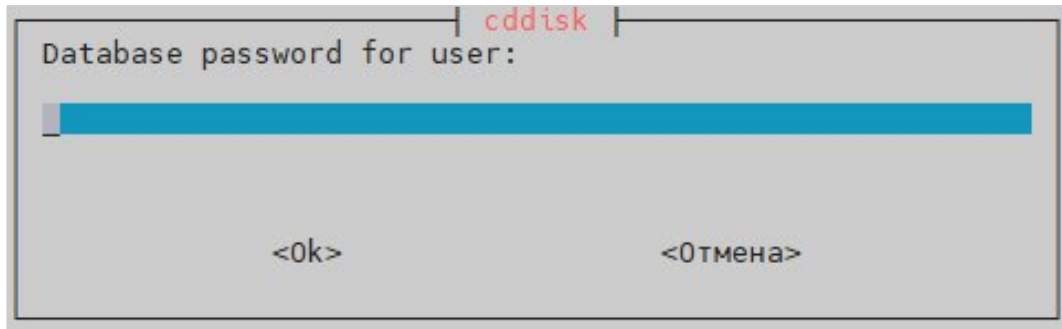 cddisk
Database password for user:
<Ok> <Отмена>